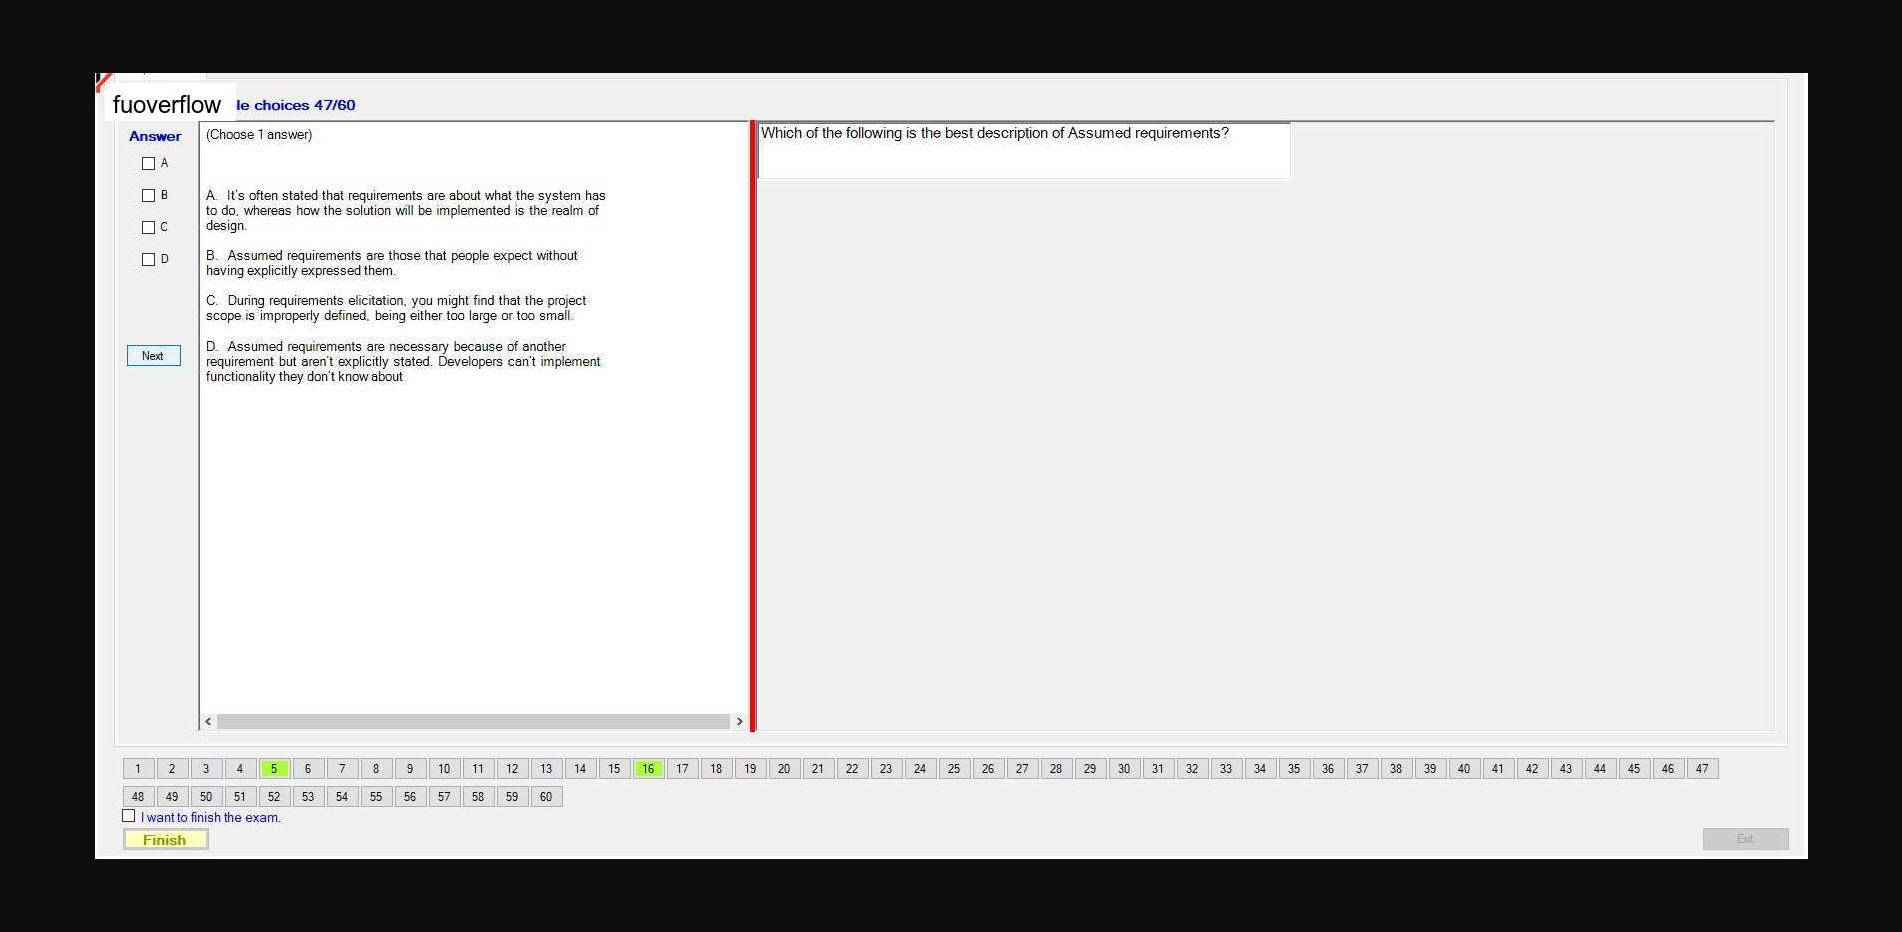 fuoverflow
le choices 47/60
Answer
(Choose 1 answer)
Which of the following is the best description of Assumed requirements?
A
B
C
D
A. It's often stated that requirements are about what the system has
to do, whereas how the solution will be implemented is the realm of
design.
B. Assumed requirements are those that people expect without
having explicitly expressed them.
C. During requirements elicitation, you might find that the project
scope is improperly defined, being either too large or too small.
D. Assumed requirements are necessary because of another
requirement but aren't explicitly stated. Developers can't implement
functionality they don't know about
Next
1 2 3 4 5 6 7 8 9 10 11 12 13 14 15 16 17 18 19 20 21 22 23 24 25 26 27 28 29 30 31 32 33 34 35 36 37 38 39 40 41 42 43 44 45 46 47
48 49 50 51 52 53 54 55 56 57 58 59 60
I want to finish the exam.
Finish
Exit